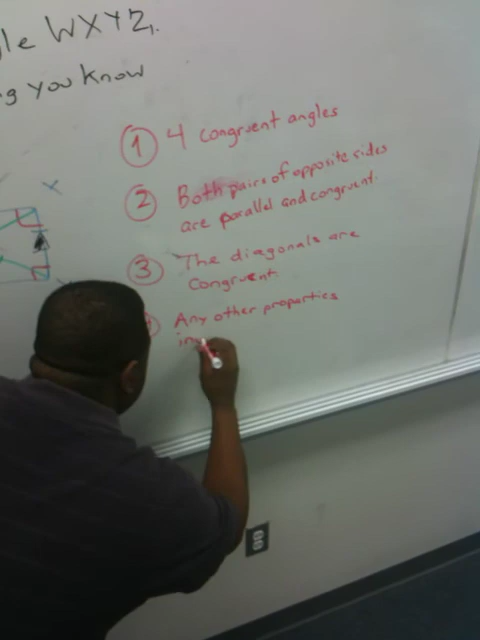 le WXYZ,
g you know
① 4 congruent angles
② Both pairs of opposite sides
are parallel and congruent.
③ The diagonals are
Congruent.
Any other properties
X